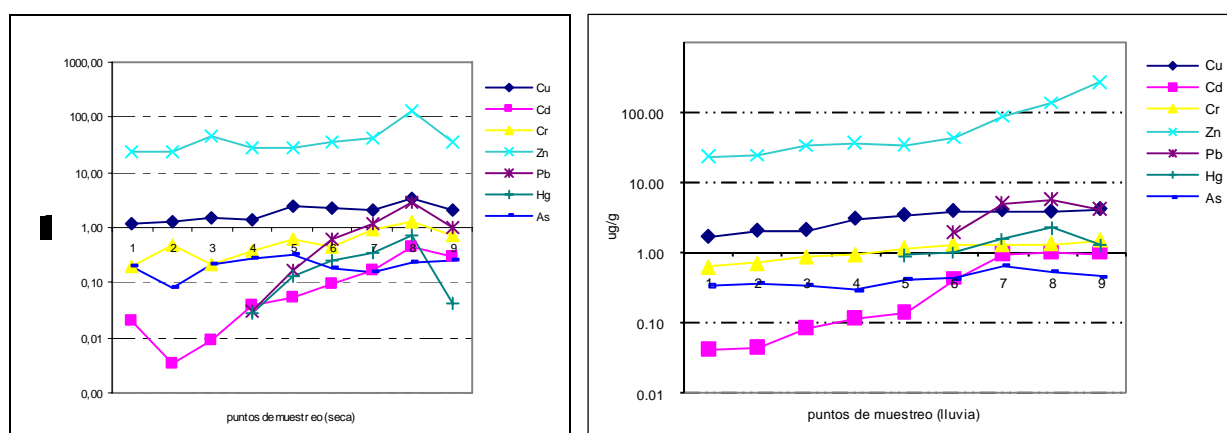 1000,00
100,00
10,00
1,00
0,10
0,01
0,00
1 2 3 4 5 6 7 8 9
puntos de muestreo (seca)
Cu
Cd
Cr
Zn
Pb
Hg
As
ug/g
100.00
10.00
1.00
0.10
0.01
1 2 3 4 5 6 7 8 9
puntos de muestreo (lluvia)
Cu
Cd
Cr
Zn
Pb
Hg
As